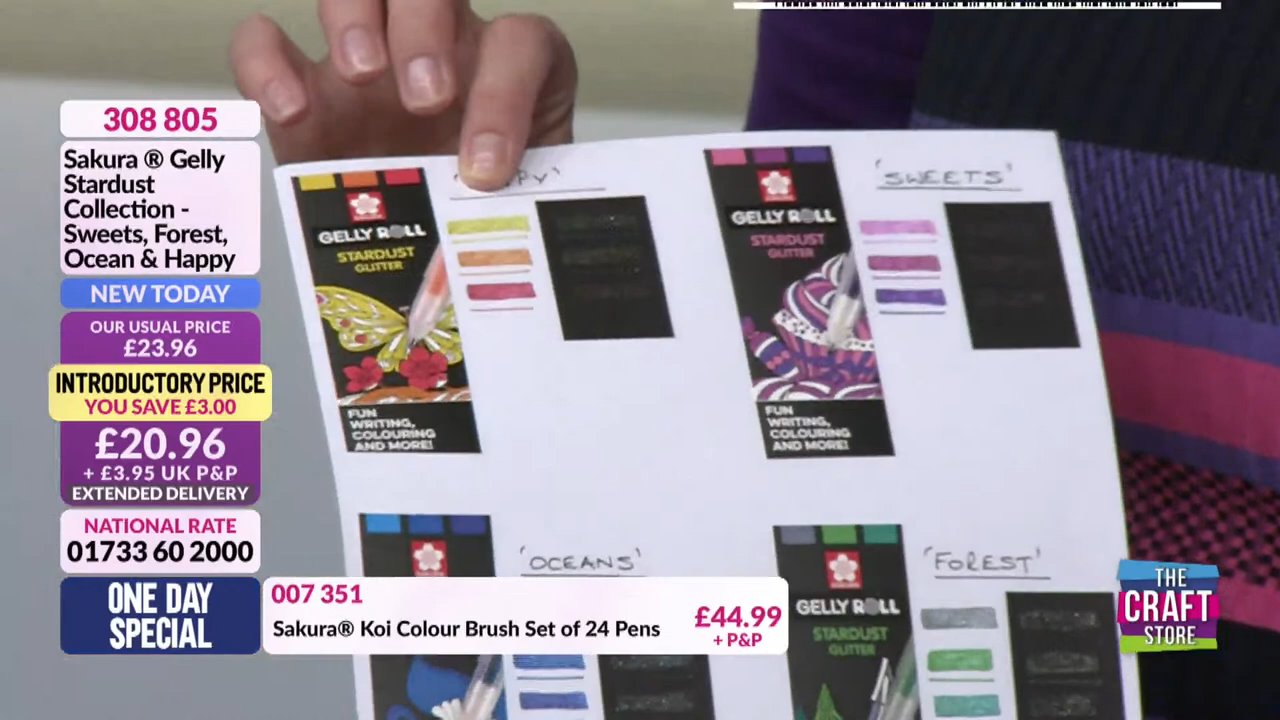 308 805
Sakura ® Gelly
Stardust
Collection -
Sweets, Forest,
Ocean & Happy
NEW TODAY
OUR USUAL PRICE
£23.96
INTRODUCTORY PRICE
YOU SAVE £3.00
£20.96
+ £3.95 UK P&P
EXTENDED DELIVERY
NATIONAL RATE
01733 60 2000
ONE DAY
SPECIAL
007 351
Sakura® Koi Colour Brush Set of 24 Pens
£44.99
+ P&P
GELLY ROLL
STARDUST
GLITTER
FUN
WRITING,
COLOURING
AND MORE!
'SWEETS'
GELLY ROLL
STARDUST
GLITTER
FUN
WRITING,
COLOURING
AND MORE!
'OCEANS'
'FOREST'
GELLY ROLL
STARDUST
GLITTER
THE
CRAFT
STORE